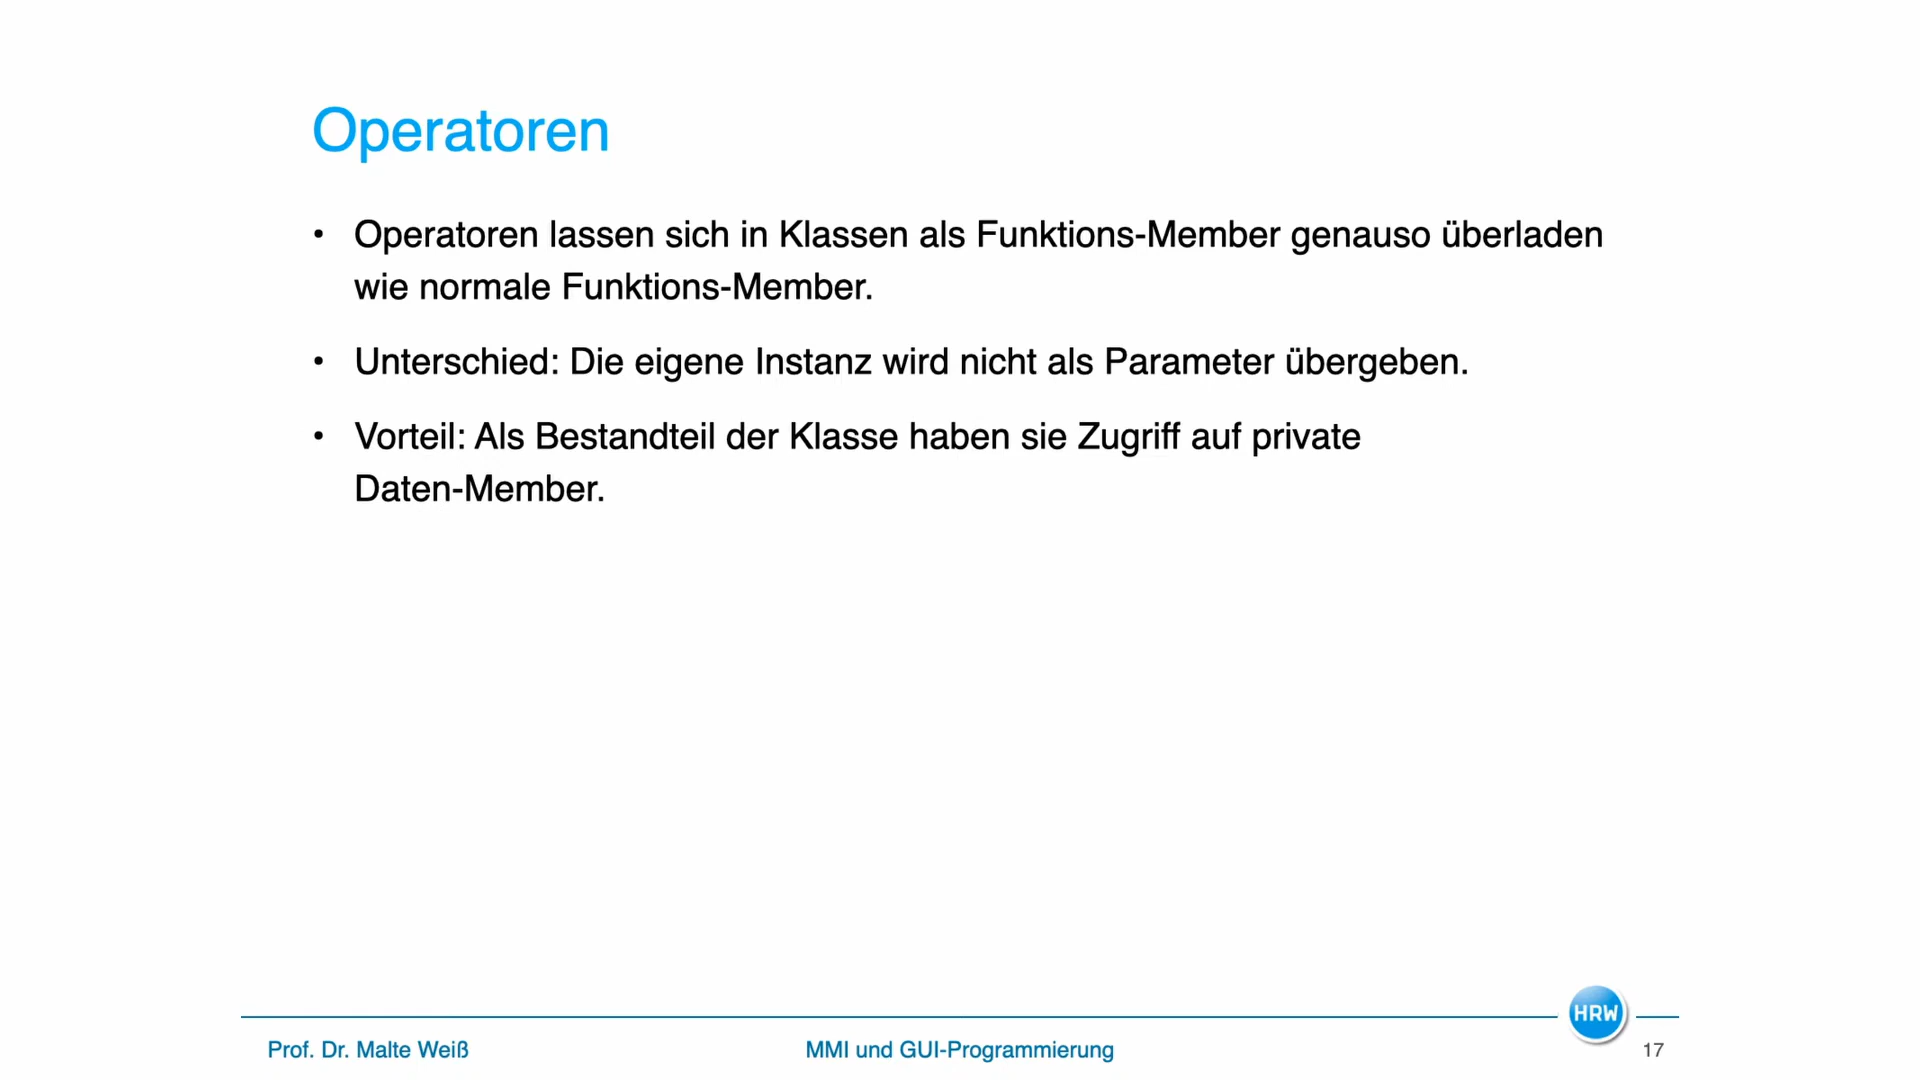 Operatoren
• Operatoren lassen sich in Klassen als Funktions-Member genauso überladen
wie normale Funktions-Member.
• Unterschied: Die eigene Instanz wird nicht als Parameter übergeben.
• Vorteil: Als Bestandteil der Klasse haben sie Zugriff auf private
Daten-Member.
HRW
Prof. Dr. Malte Weiß
MMI und GUI-Programmierung
17